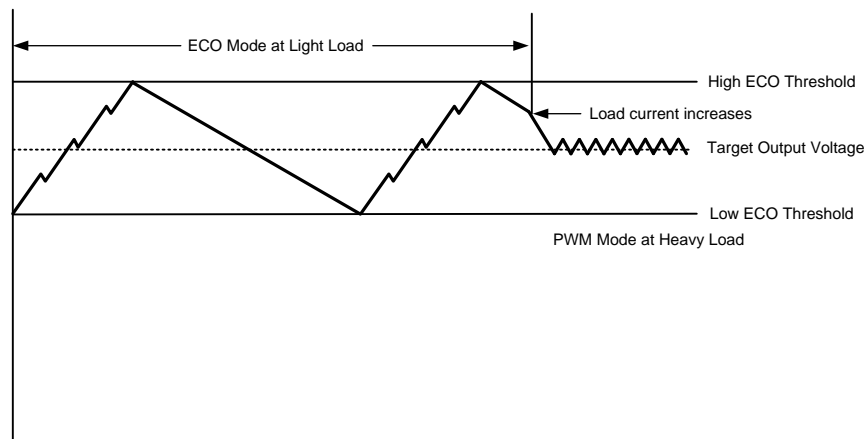 ECO Mode at Light Load
High ECO Threshold
Load current increases
Target Output Voltage
Low ECO Threshold
PWM Mode at Heavy Load